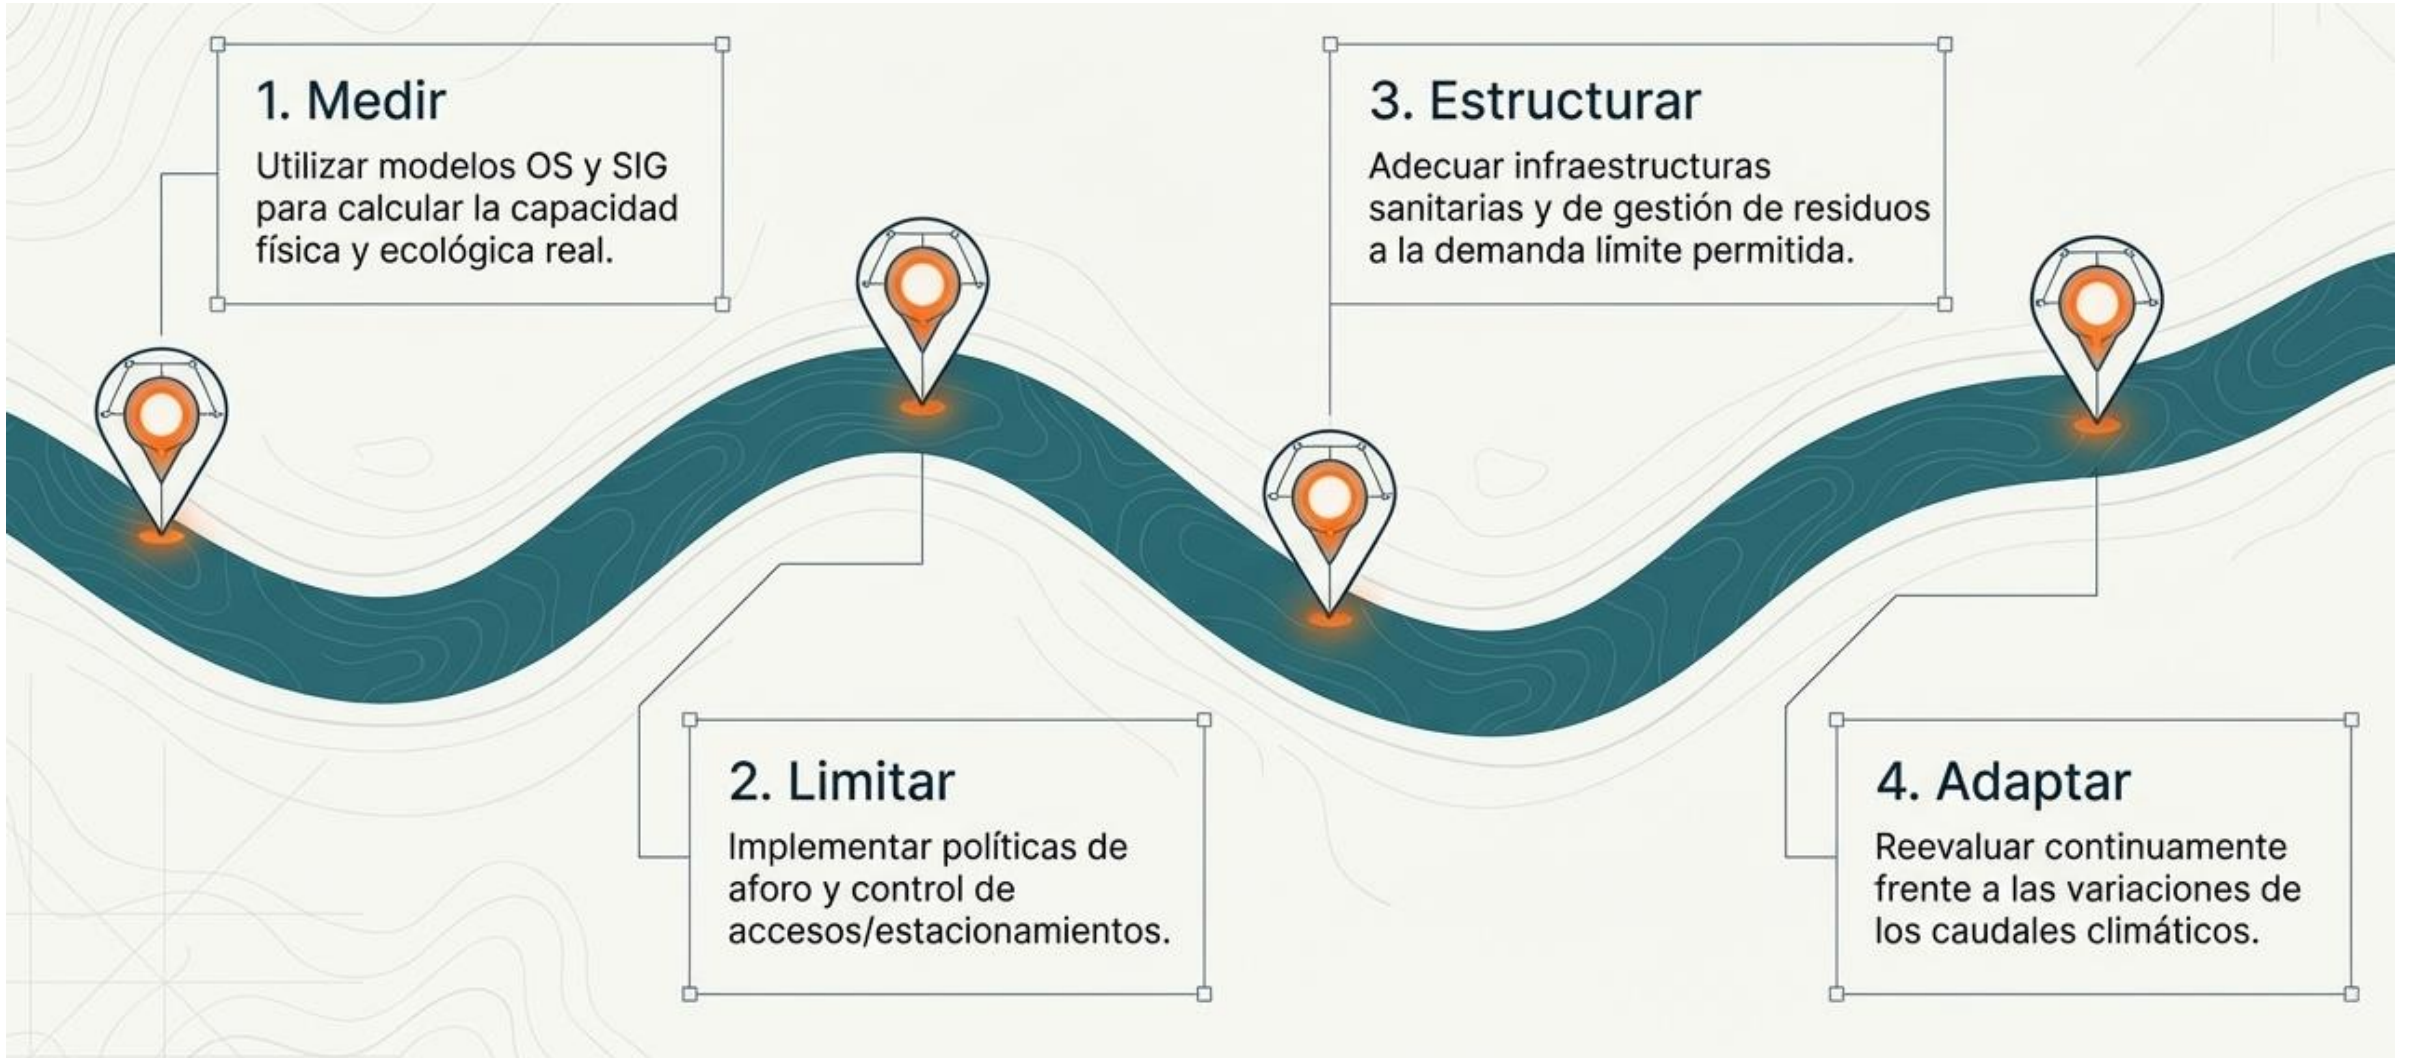 1. Medir
Utilizar modelos OS y SIG
para calcular la capacidad
física y ecológica real.
2. Limitar
Implementar políticas de
aforo y control de
accesos/estacionamientos.
3. Estructurar
Adecuar infraestructuras
sanitarias y de gestión de residuos
a la demanda límite permitida.
4. Adaptar
Reevaluar continuamente
frente a las variaciones de
los caudales climáticos.